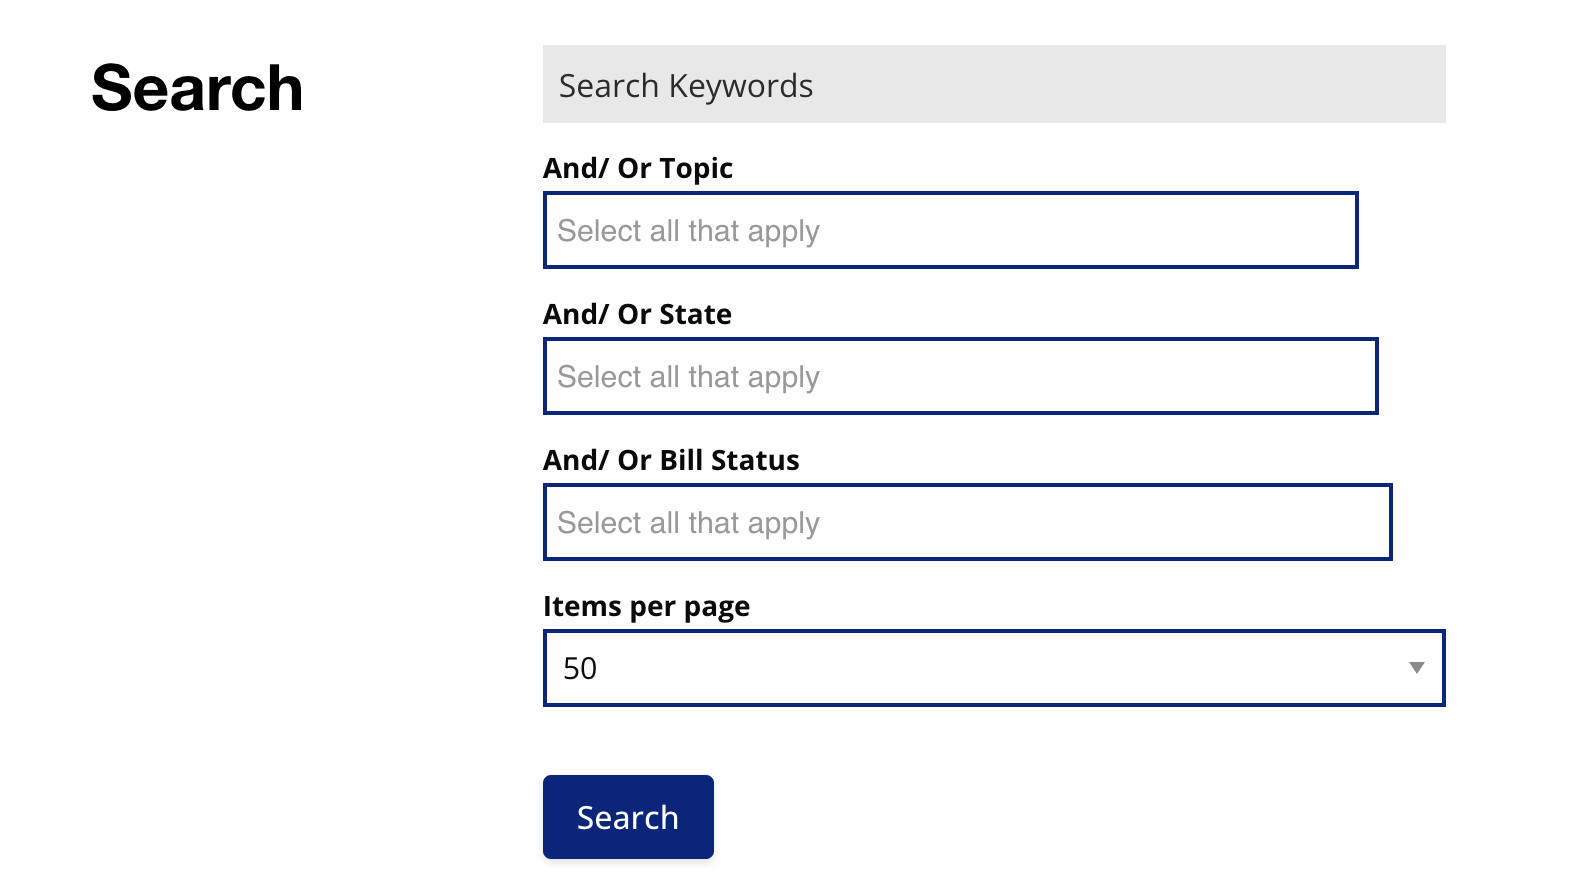 Search
Search Keywords
And/ Or Topic
Select all that apply
And/ Or State
Select all that apply
And/ Or Bill Status
Select all that apply
Items per page
50
Search